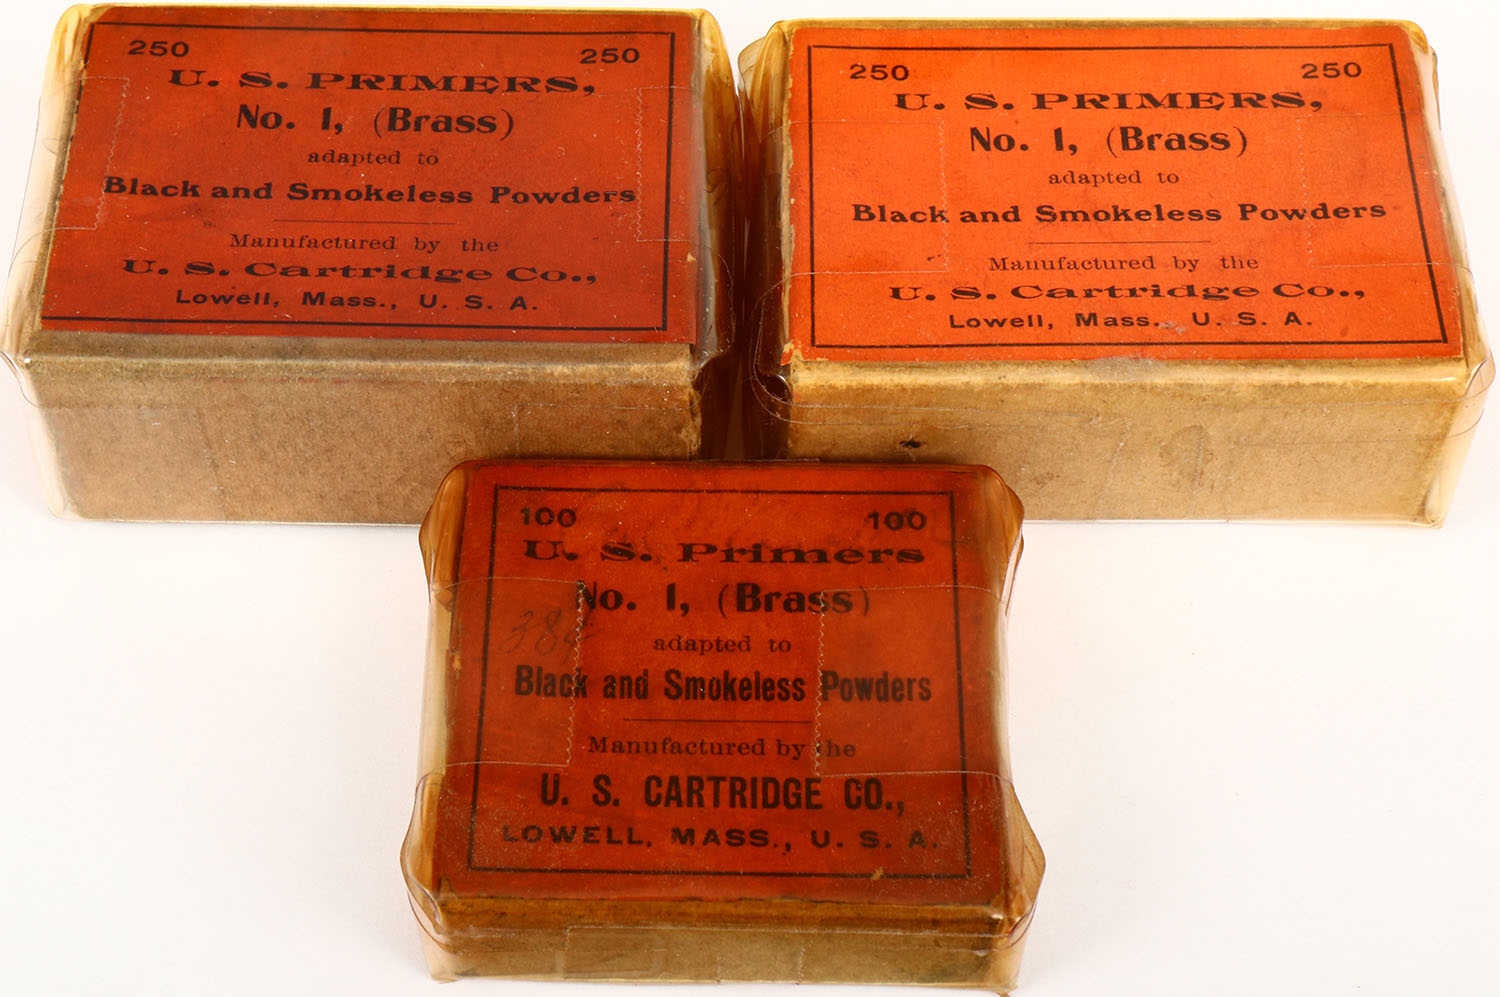 250 250
U. S. PRIMERS,
No. 1, (Brass)
adapted to
Black and Smokeless Powders
Manufactured by the
U. S. Cartridge Co.,
Lowell, Mass., U. S. A.
250 250
U. S. PRIMERS,
No. 1, (Brass)
adapted to
Black and Smokeless Powders
Manufactured by the
U. S. Cartridge Co.,
Lowell, Mass., U. S. A.
100 100
U. S. Primers
No. 1, (Brass)
384
adapted to
Black and Smokeless Powders
Manufactured by the
U. S. CARTRIDGE CO.,
LOWELL, MASS., U. S. A.